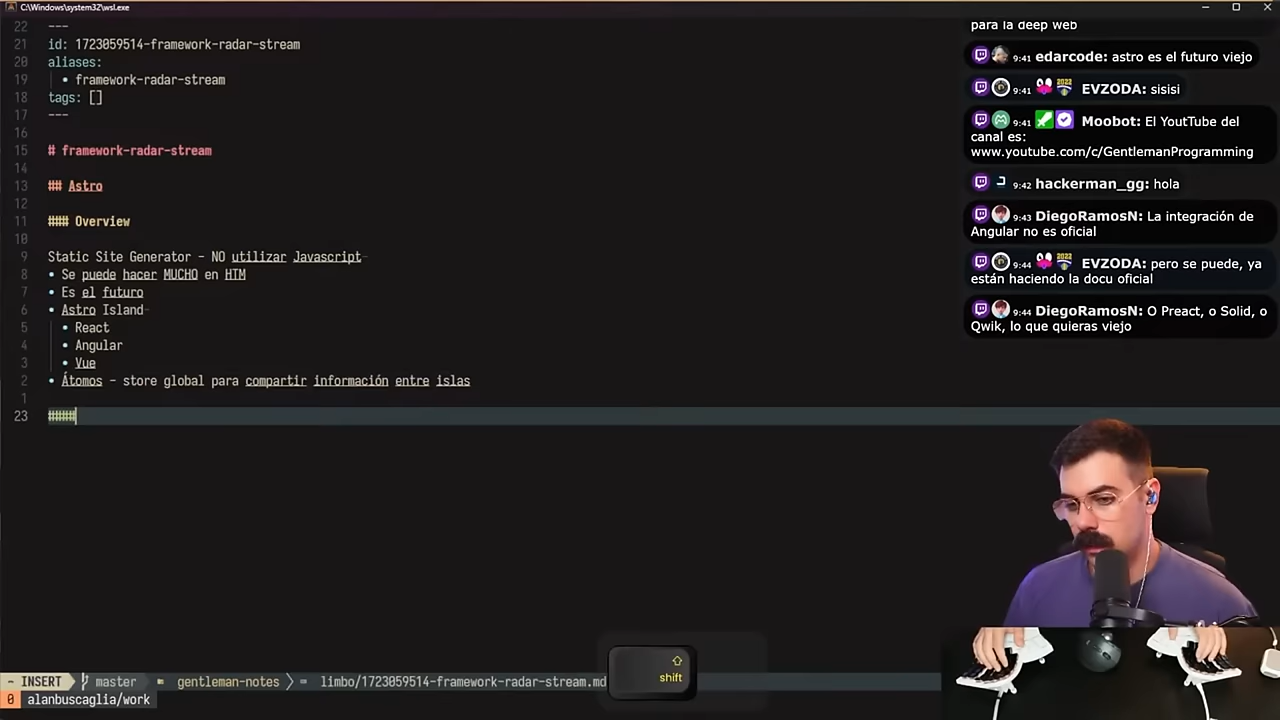 C:\Windows\system32\wsl.exe
22 ---
21 id: 1723059514-framework-radar-stream
20 aliases:
19 • framework-radar-stream
18 tags: []
17 ---
16
15 # framework-radar-stream
14
13 ## Astro
12
11 ### Overview
10
9 Static Site Generator - NO utilizar Javascript-
8 • Se puede hacer MUCHO en HTM
7 • Es el futuro
6 • Astro Island-
5 • React
4 • Angular
3 • Vue
2 • Átomos - store global para compartir información entre islas
1
23 ####
para la deep web
9:41 edarcode: astro es el futuro viejo
9:41 2022 EVZODA: sisisi
9:41 Moobot: El YoutTube del
canal es:
www.youtube.com/c/GentlemanProgramming
9:42 hackerman_gg: hola
9:43 DiegoRamosN: La integración de
Angular no es oficial
9:44 2022 EVZODA: pero se puede, ya
están haciendo la docu oficial
9:44 DiegoRamosN: O Preact, o Solid, o
Qwik, lo que quieras viejo
shift
- INSERT master gentleman-notes limbo/1723059514-framework-radar-stream.md
0 alanbuscaglia/work